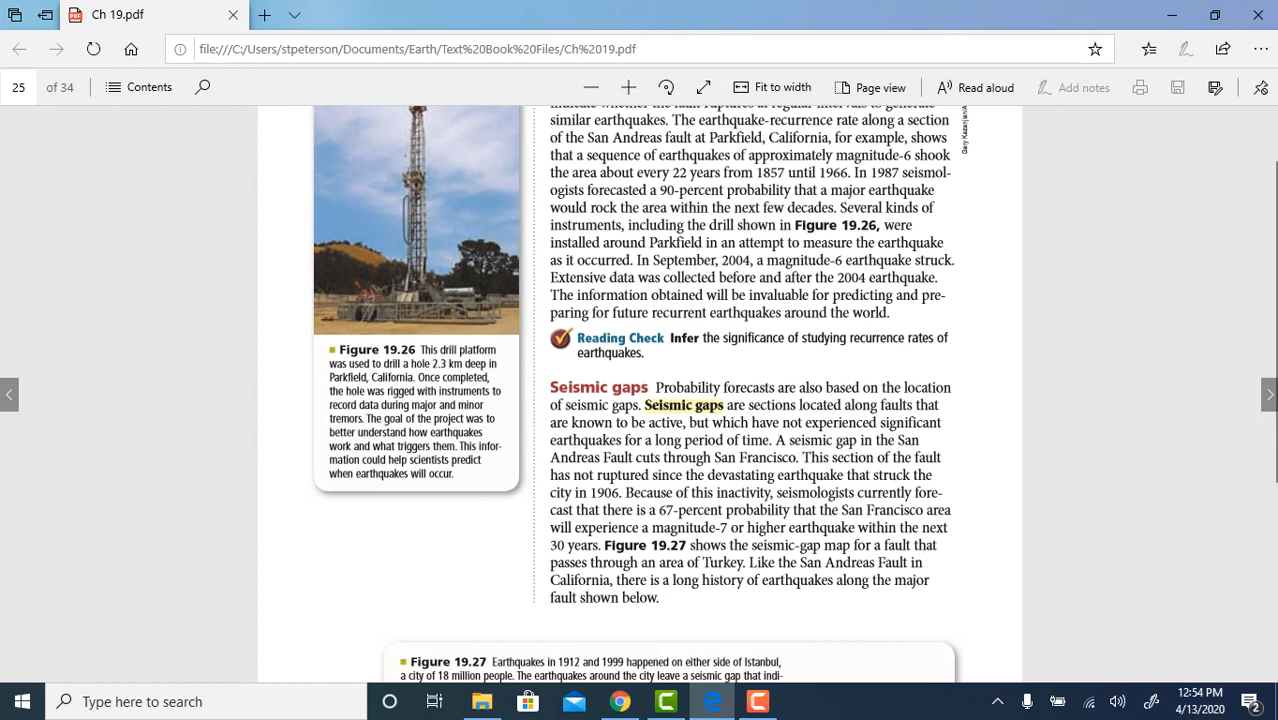 Ch 19.pdf
file:///C:/Users/stpeterson/Documents/Earth/Text%20Book%20Files/Ch%2019.pdf
25 of 34 Contents Fit to width Page view Read aloud Add notes
indicate whether the fault ruptures at regular intervals to generate
similar earthquakes. The earthquake-recurrence rate along a section
of the San Andreas fault at Parkfield, California, for example, shows
that a sequence of earthquakes of approximately magnitude-6 shook
the area about every 22 years from 1857 until 1966. In 1987 seismol-
ogists forecasted a 90-percent probability that a major earthquake
would rock the area within the next few decades. Several kinds of
instruments, including the drill shown in Figure 19.26, were
installed around Parkfield in an attempt to measure the earthquake
as it occurred. In September, 2004, a magnitude-6 earthquake struck.
Extensive data was collected before and after the 2004 earthquake.
The information obtained will be invaluable for predicting and pre-
paring for future recurrent earthquakes around the world.
Reading Check Infer the significance of studying recurrence rates of
earthquakes.
Seismic gaps Probability forecasts are also based on the location
of seismic gaps. Seismic gaps are sections located along faults that
are known to be active, but which have not experienced significant
earthquakes for a long period of time. A seismic gap in the San
Andreas Fault cuts through San Francisco. This section of the fault
has not ruptured since the devastating earthquake that struck the
city in 1906. Because of this inactivity, seismologists currently fore-
cast that there is a 67-percent probability that the San Francisco area
will experience a magnitude-7 or higher earthquake within the next
30 years. Figure 19.27 shows the seismic-gap map for a fault that
passes through an area of Turkey. Like the San Andreas Fault in
California, there is a long history of earthquakes along the major
fault shown below.
Figure 19.26 This drill platform
was used to drill a hole 2.3 km deep in
Parkfield, California. Once completed,
the hole was rigged with instruments to
record data during major and minor
tremors. The goal of the project was to
better understand how earthquakes
work and what triggers them. This infor-
mation could help scientists predict
when earthquakes will occur.
Figure 19.27 Earthquakes in 1912 and 1999 happened on either side of Istanbul,
a city of 18 million people. The earthquakes around the city leave a seismic gap that indi-
Type here to search
12:54 PM
4/13/2020
2